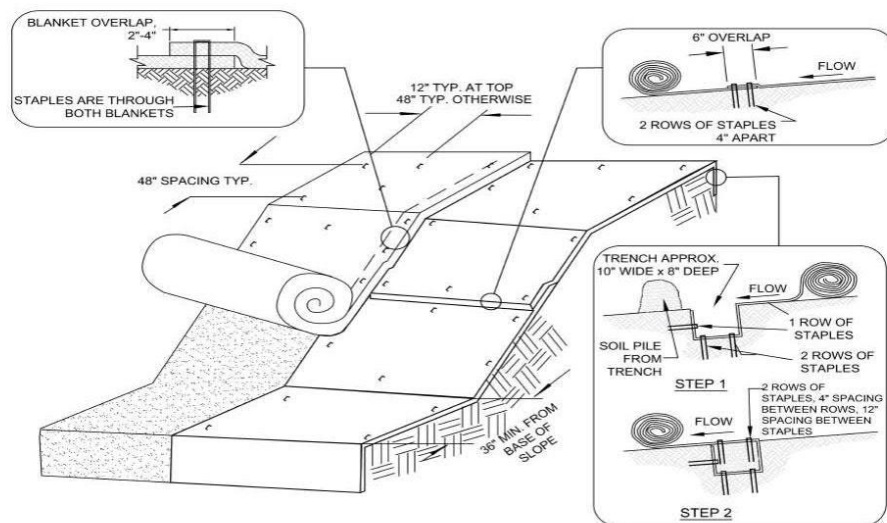 BLANKET OVERLAP,
2"-4"
STAPLES ARE THROUGH
BOTH BLANKETS
12" TYP. AT TOP
48" TYP. OTHERWISE
48" SPACING TYP.
6" OVERLAP
FLOW
2 ROWS OF STAPLES
4" APART
TRENCH APPROX.
10" WIDE x 8" DEEP
FLOW
1 ROW OF
STAPLES
SOIL PILE
FROM
TRENCH
2 ROWS OF
STAPLES
STEP 1
2 ROWS OF
STAPLES, 4" SPACING
BETWEEN ROWS, 12"
SPACING BETWEEN
STAPLES
FLOW
STEP 2
36" MIN. FROM
BASE OF
SLOPE